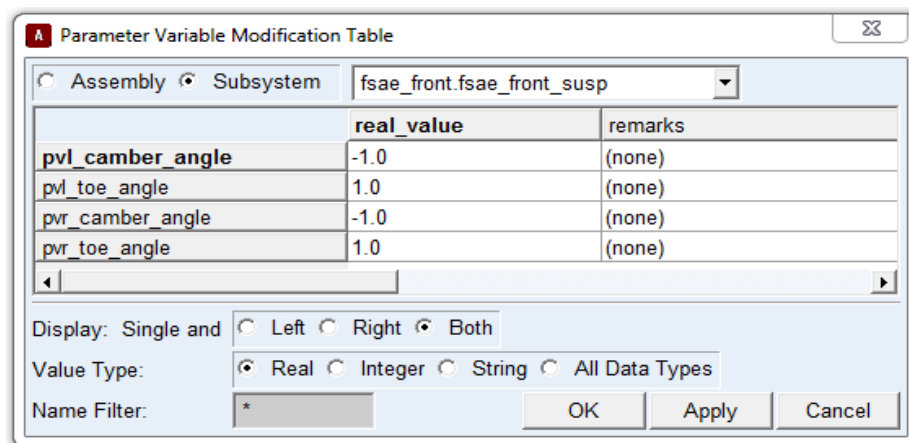 A Parameter Variable Modification Table
Assembly Subsystem fsae_front.fsae_front_susp
real_value remarks
pvl_camber_angle -1.0 (none)
pvl_toe_angle 1.0 (none)
pvr_camber_angle -1.0 (none)
pvr_toe_angle 1.0 (none)
Display: Single and Left Right Both
Value Type: Real Integer String All Data Types
Name Filter: * OK Apply Cancel